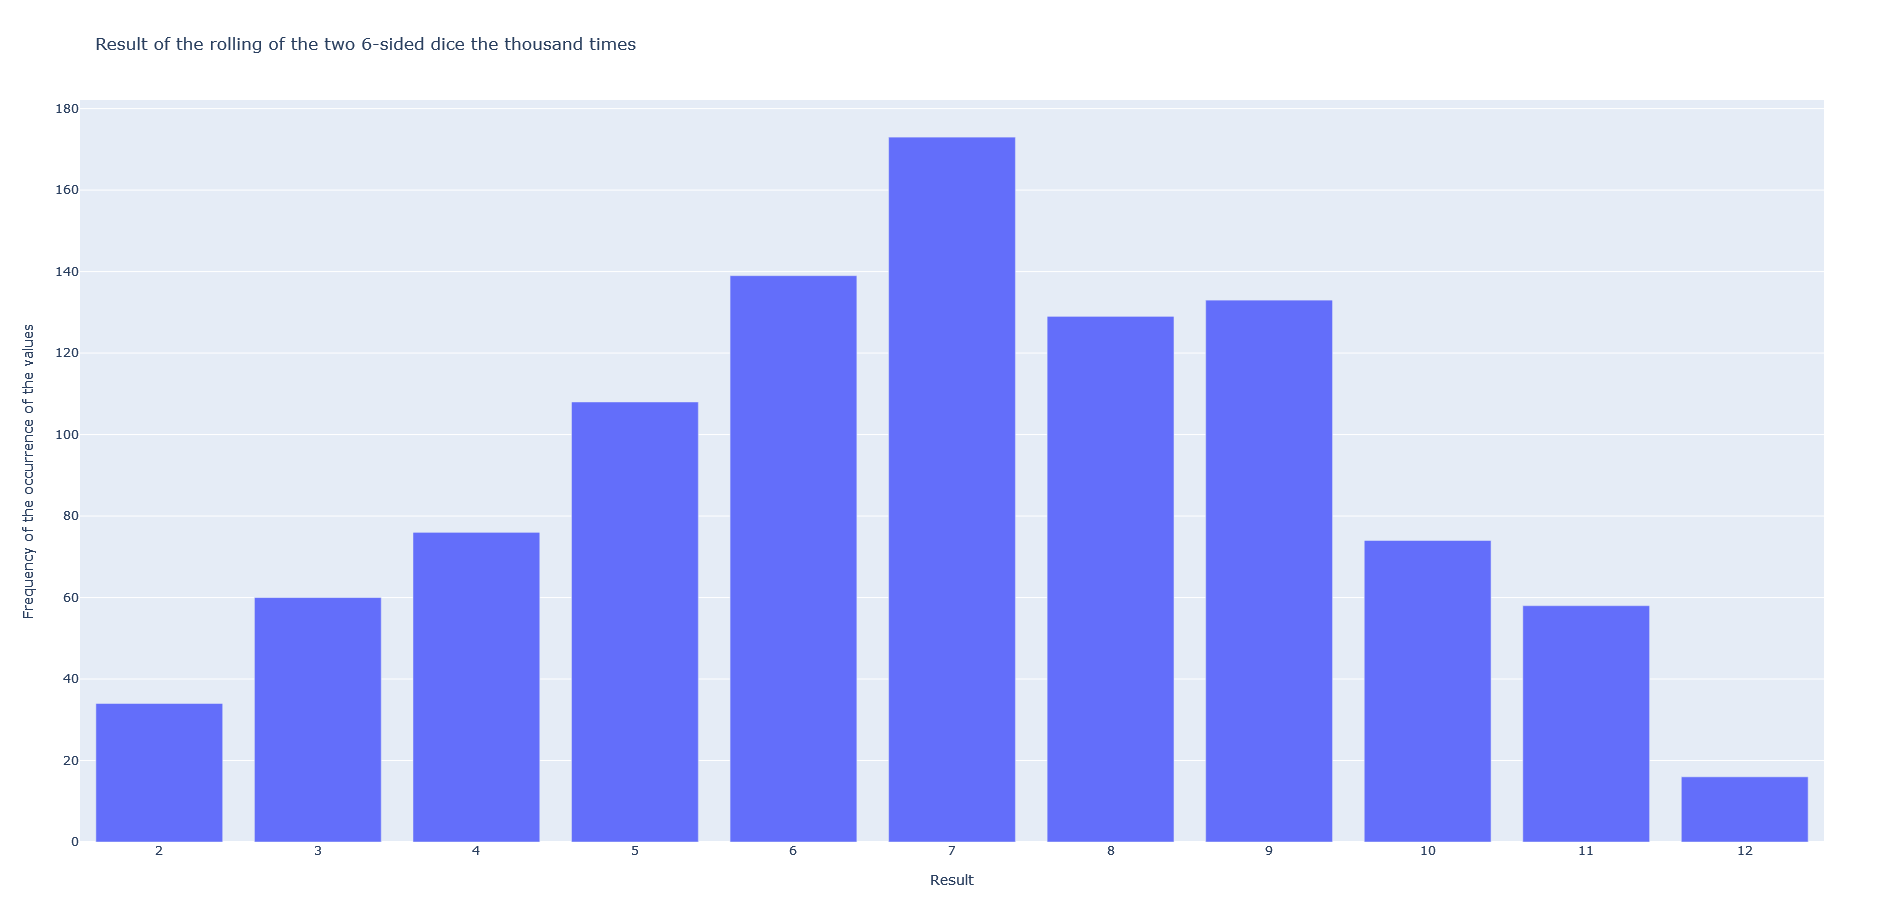 Result of the rolling of the two 6-sided dice the thousand times
180
160
140
120
100
80
60
40
20
0
Frequency of the occurrence of the values
2 3 4 5 6 7 8 9 10 11 12
Result